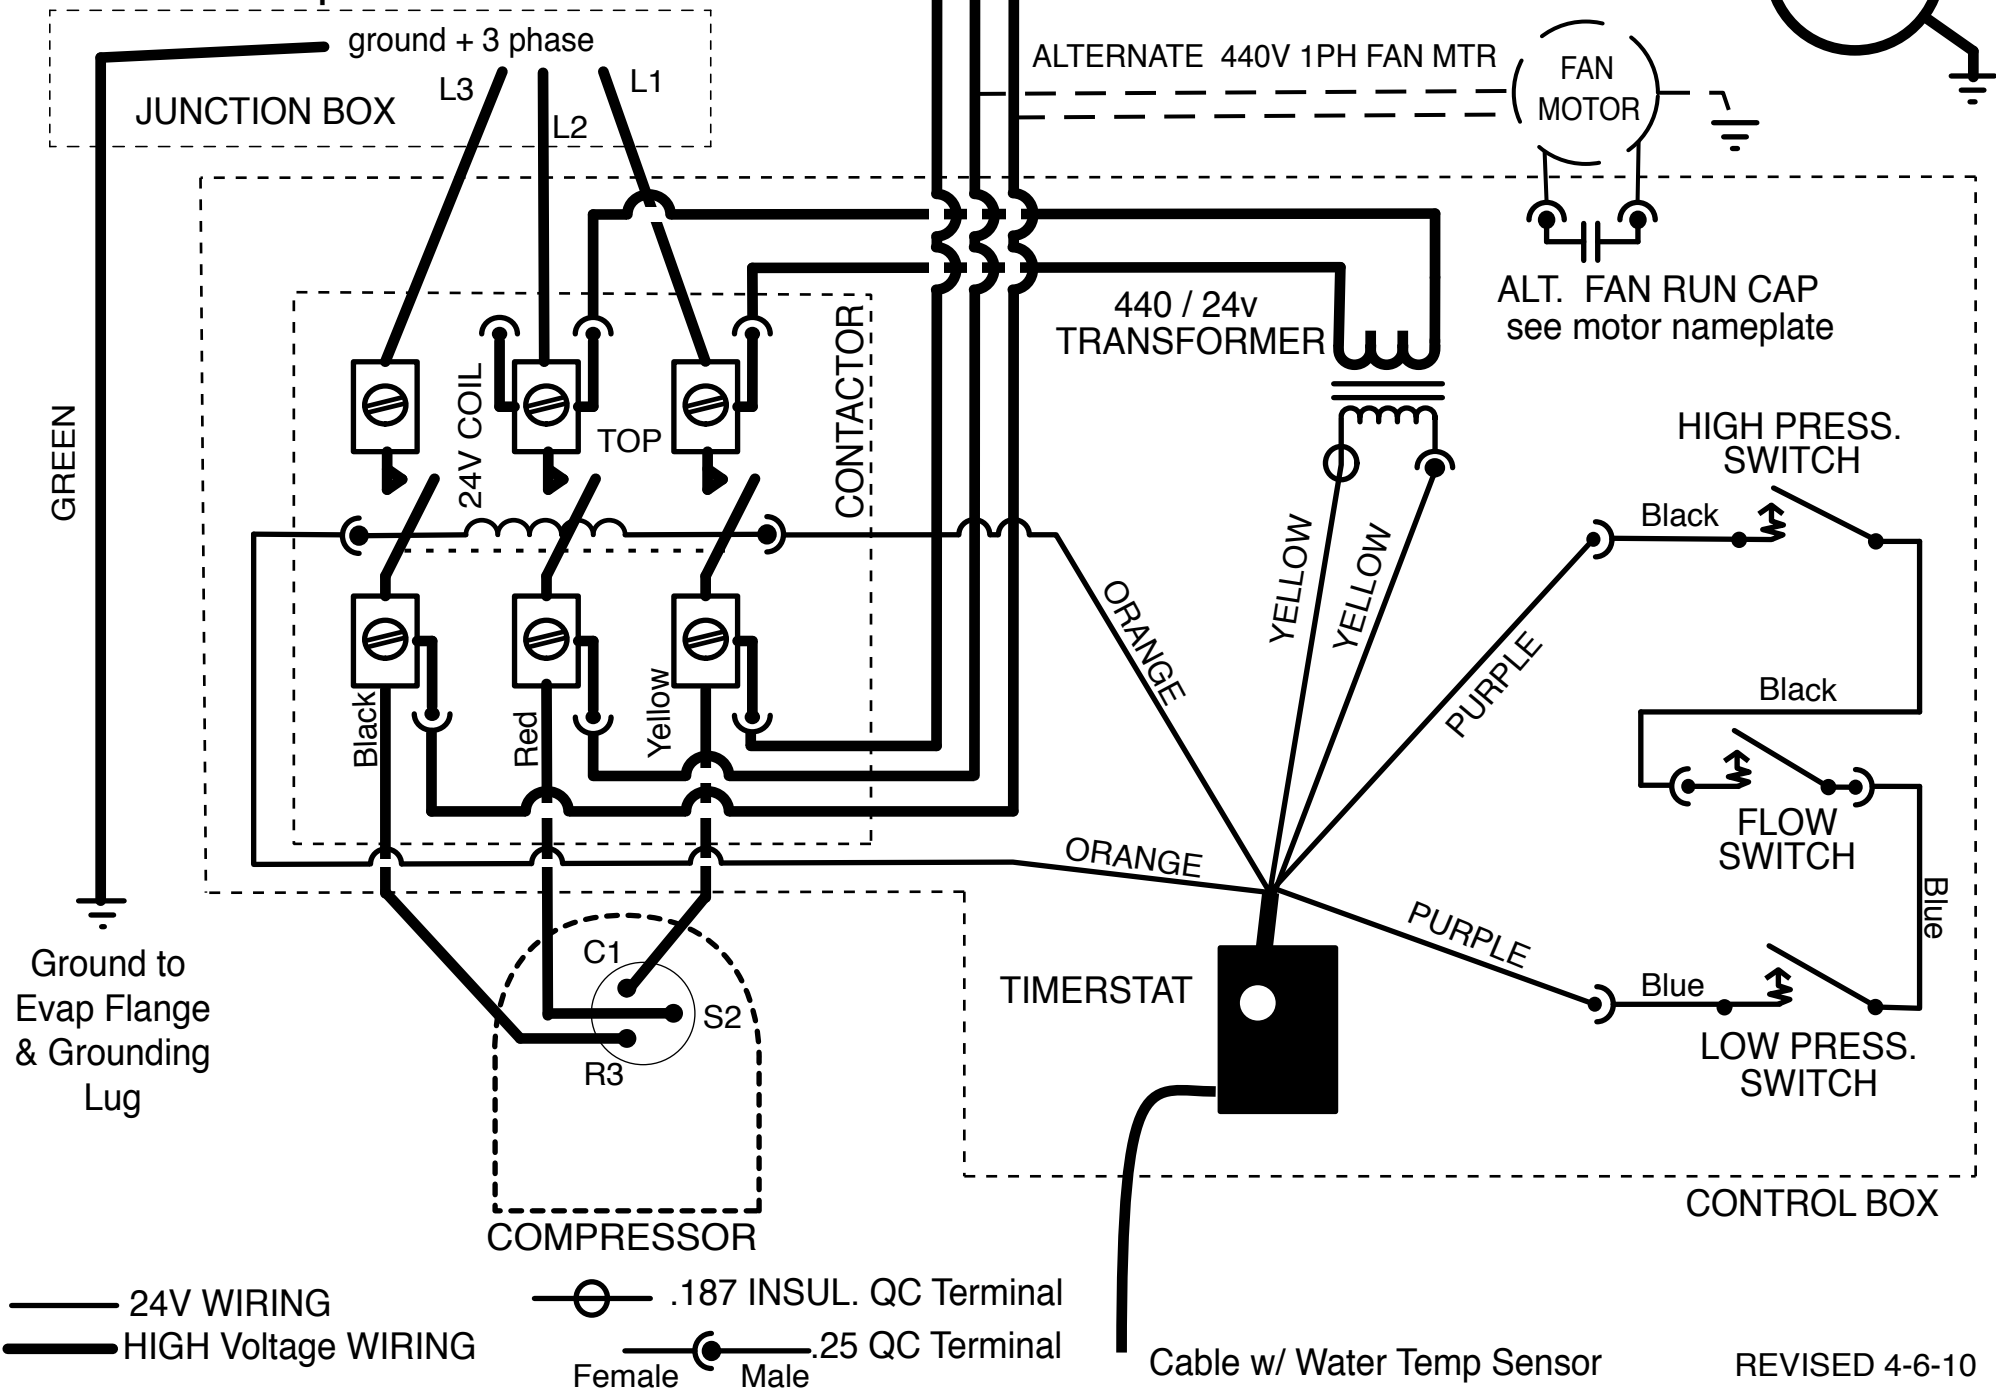 ground + 3 phase
L3
L2
L1
JUNCTION BOX
ALTERNATE 440V 1PH FAN MTR
FAN
MOTOR
ALT. FAN RUN CAP
see motor nameplate
440 / 24v
TRANSFORMER
GREEN
24V COIL
TOP
CONTACTOR
HIGH PRESS.
SWITCH
Black
YELLOW
YELLOW
ORANGE
PURPLE
Black
Black
Red
Yellow
FLOW
SWITCH
ORANGE
Blue
PURPLE
Ground to
Evap Flange
& Grounding
Lug
C1
S2
R3
TIMERSTAT
Blue
LOW PRESS.
SWITCH
COMPRESSOR
CONTROL BOX
24V WIRING
HIGH Voltage WIRING
.187 INSUL. QC Terminal
.25 QC Terminal
Female
Male
Cable w/ Water Temp Sensor
REVISED 4-6-10